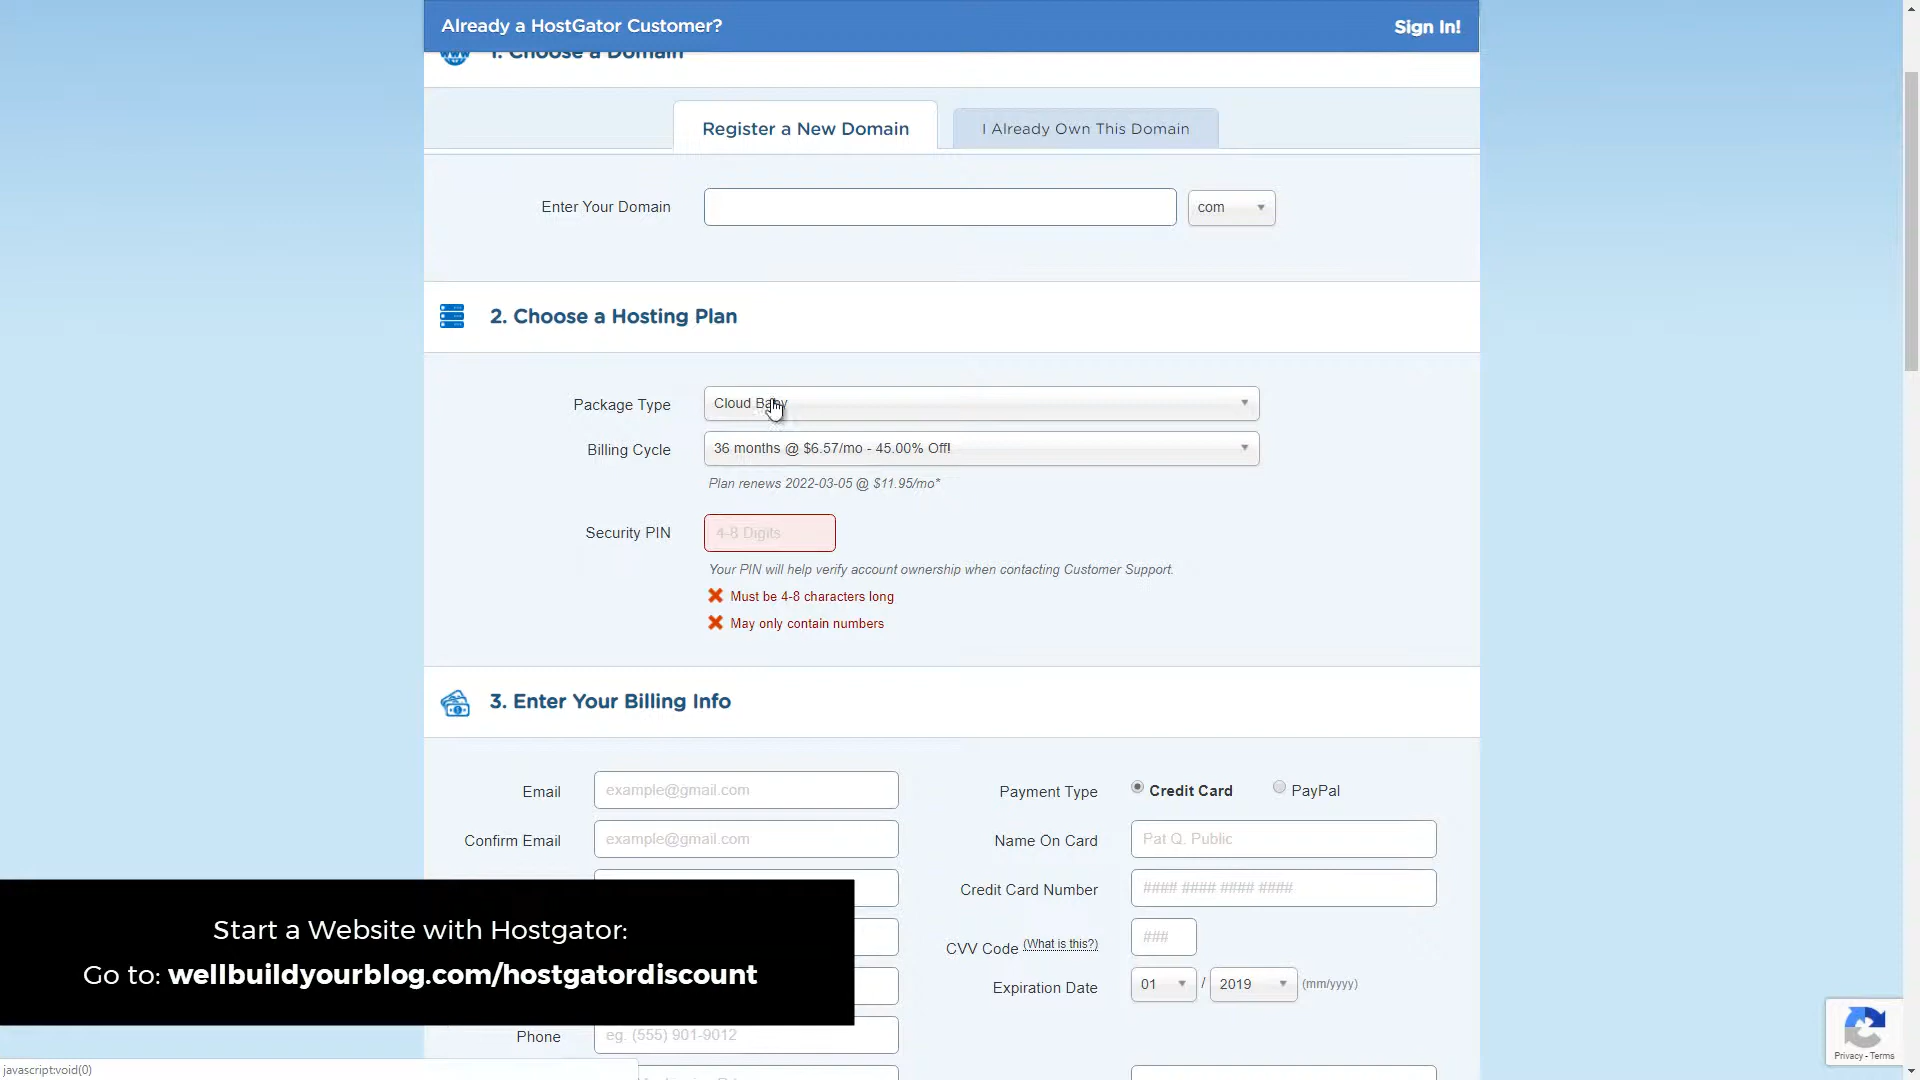 Already a HostGator Customer?
Sign In!
1. Choose a Domain
Register a New Domain
I Already Own This Domain
Enter Your Domain
com
2. Choose a Hosting Plan
Package Type
Cloud Baby
Billing Cycle
36 months @ $6.57/mo - 45.00% Off!
Plan renews 2022-03-05 @ $11.95/mo*
Security PIN
4-8 Digits
Your PIN will help verify account ownership when contacting Customer Support.
Must be 4-8 characters long
May only contain numbers
3. Enter Your Billing Info
Email
example@gmail.com
Payment Type
Credit Card
PayPal
Confirm Email
example@gmail.com
Name On Card
Pat Q. Public
Credit Card Number
#### #### #### ####
CVV Code (What is this?)
###
Expiration Date
01 / 2019 (mm/yyyy)
Start a Website with Hostgator:
Go to: wellbuildyourblog.com/hostgatordiscount
Phone
eg. (555) 901-9012
Privacy - Terms
javascript:void(0)